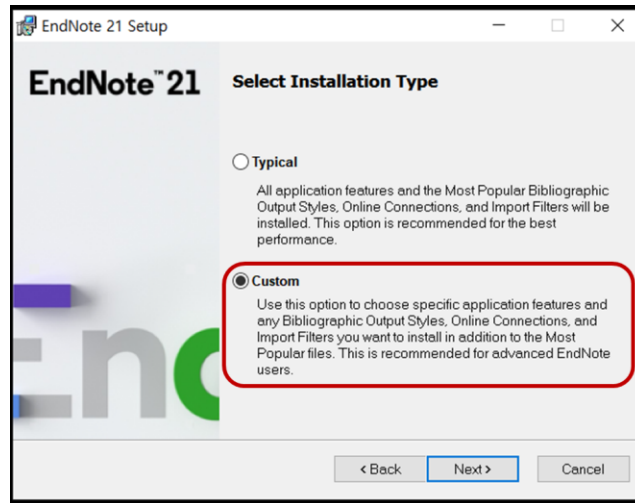 EndNote 21 Setup
EndNote™21
Select Installation Type
Typical
All application features and the Most Popular Bibliographic
Output Styles, Online Connections, and Import Filters will be
installed. This option is recommended for the best
performance.
Custom
Use this option to choose specific application features and
any Bibliographic Output Styles, Online Connections, and
Import Filters you want to install in addition to the Most
Popular files. This is recommended for advanced EndNote
users.
< Back
Next >
Cancel